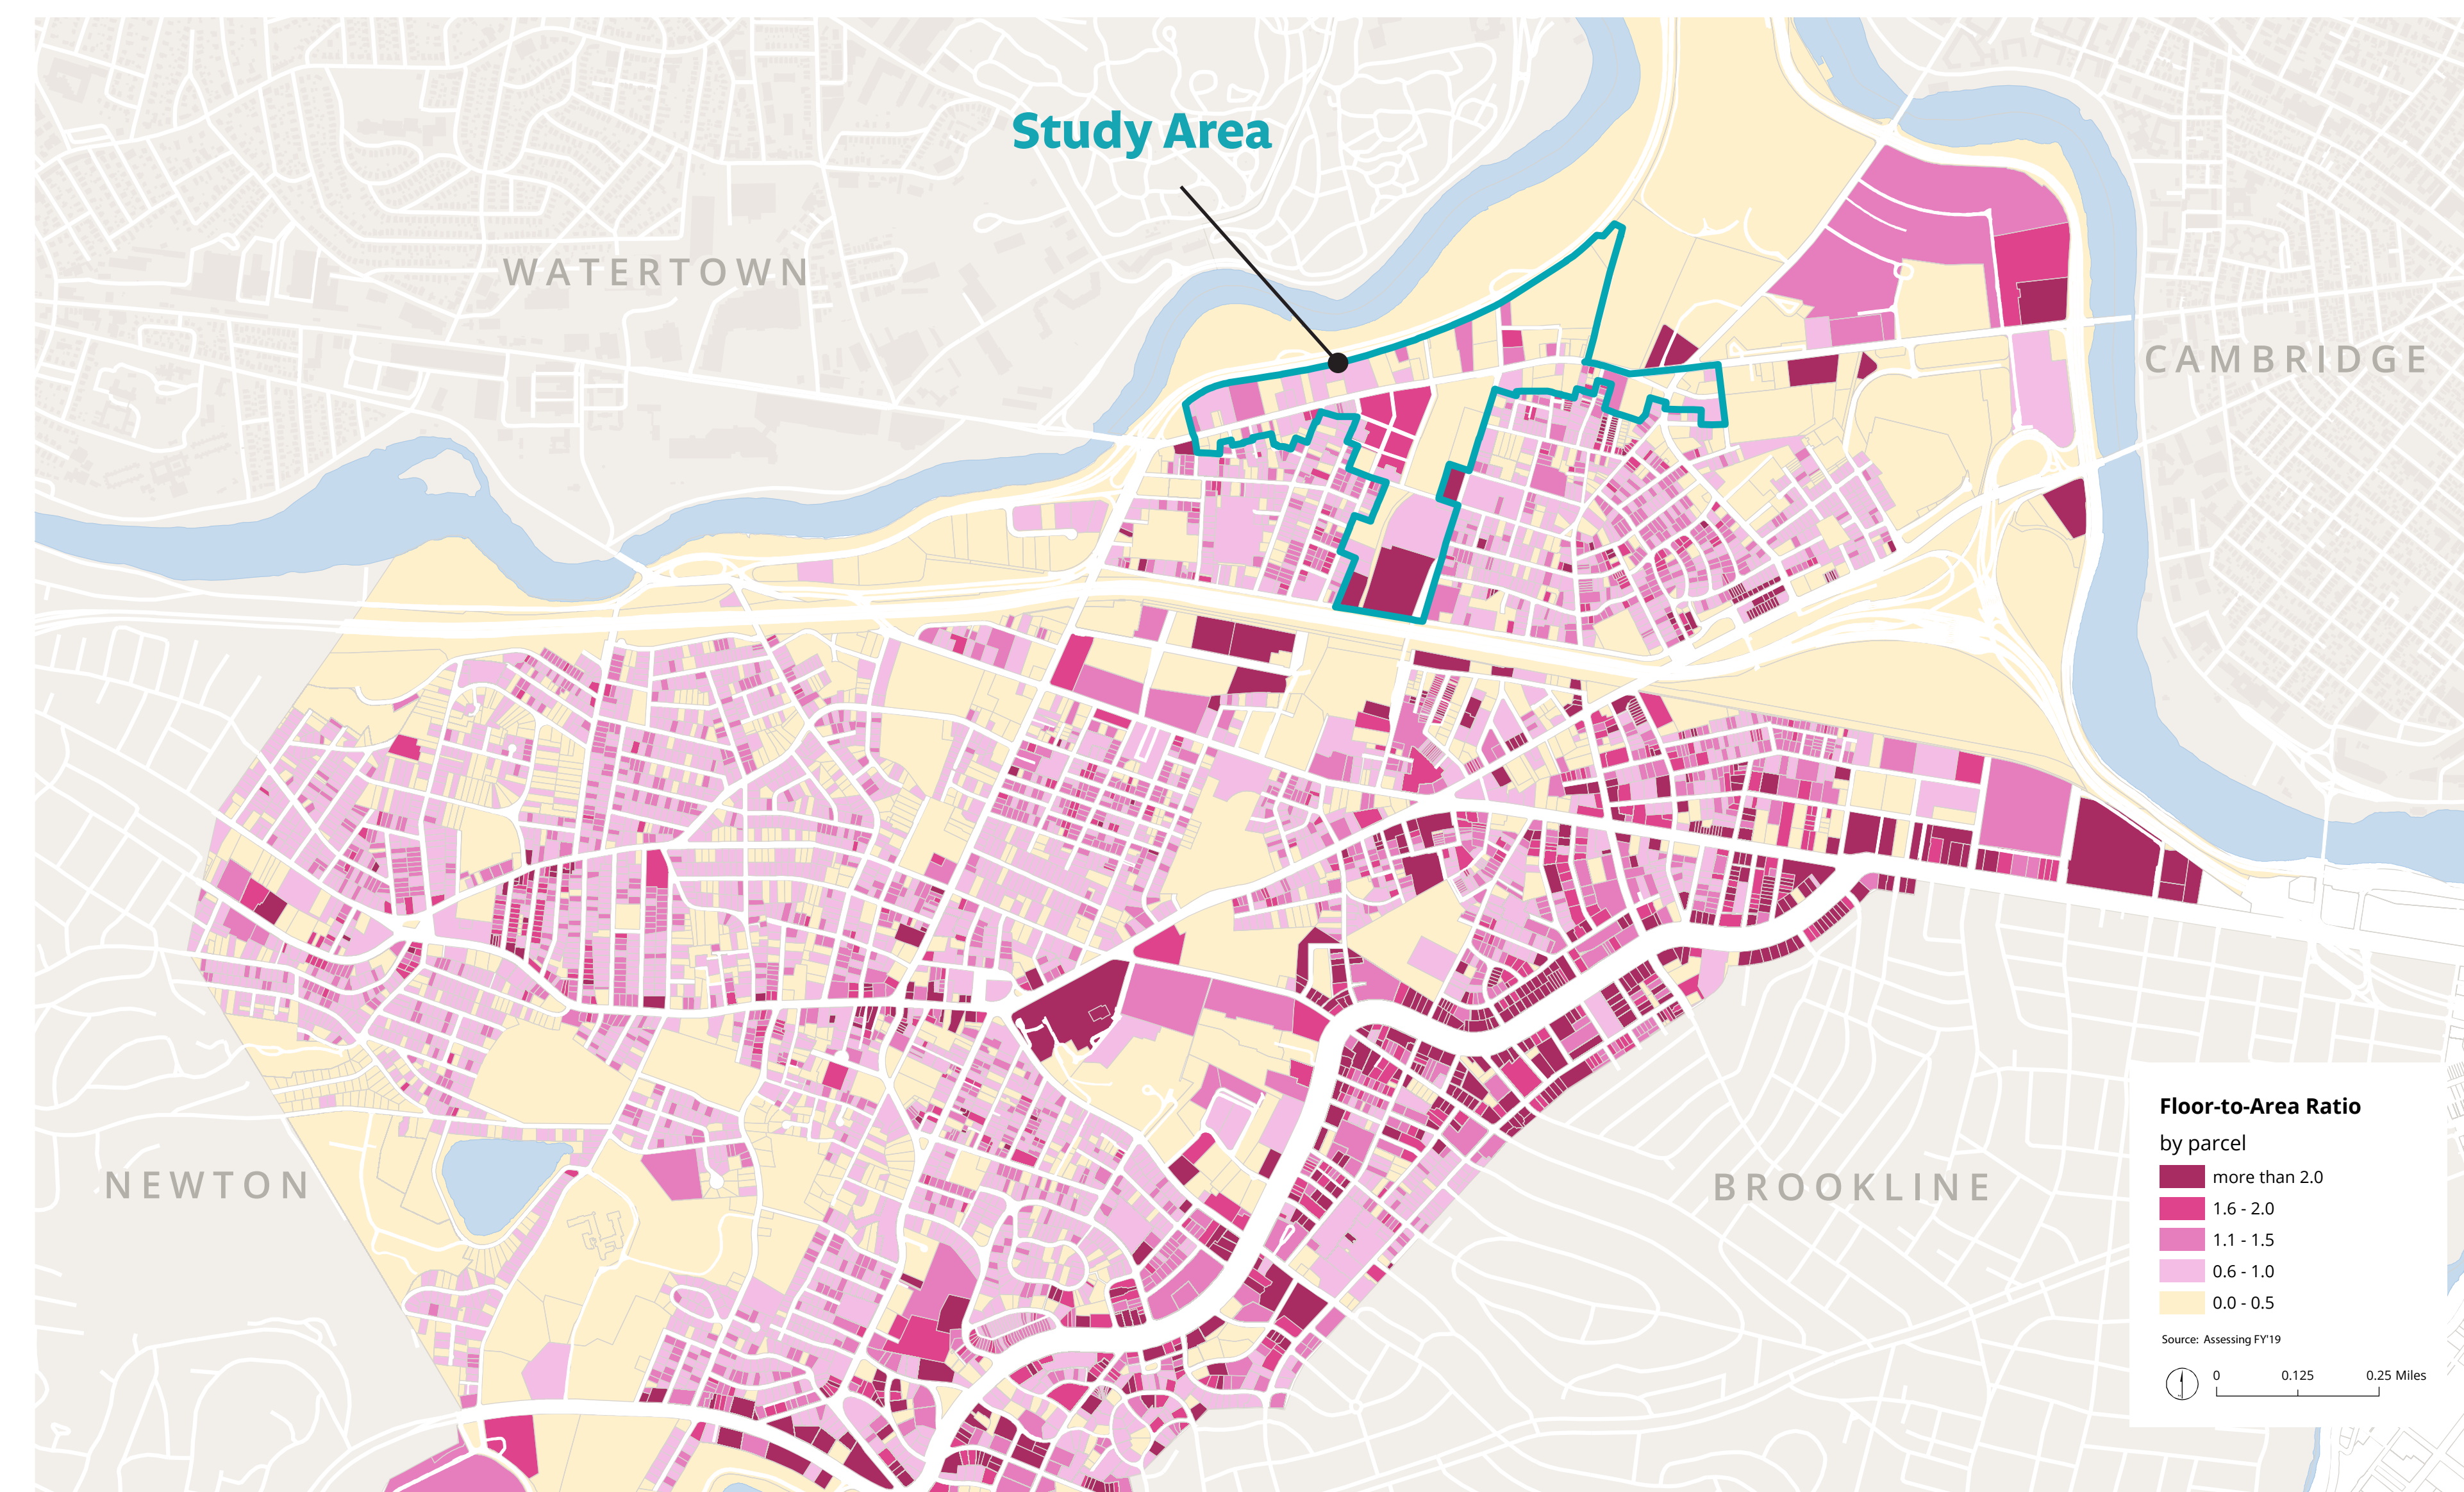 Study Area
WATERTOWN
CAMBRIDGE
NEWTON
BROOKLINE
Floor-to-Area Ratio
by parcel
more than 2.0
1.6 - 2.0
1.1 - 1.5
0.6 - 1.0
0.0 - 0.5
Source: Assessing FY'19
0 0.125 0.25 Miles